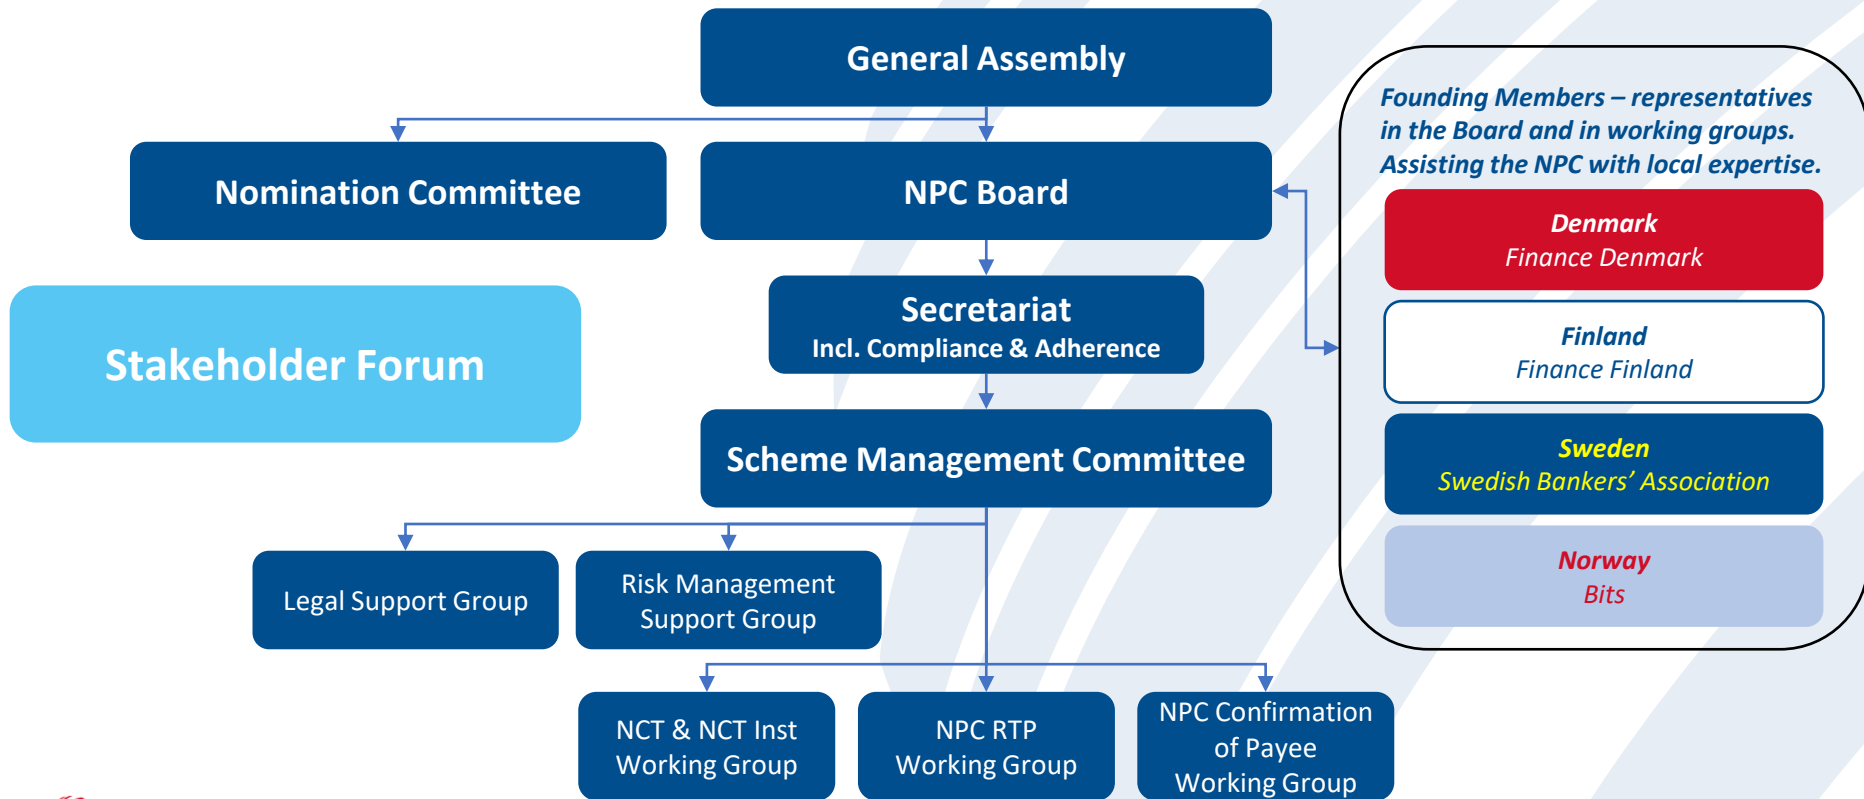 General Assembly
Founding Members – representatives
in the Board and in working groups.
Assisting the NPC with local expertise.
Nomination Committee
NPC Board
Denmark
Finance Denmark
Secretariat
Incl. Compliance & Adherence
Finland
Finance Finland
Stakeholder Forum
Scheme Management Committee
Sweden
Swedish Bankers’ Association
Norway
Bits
Legal Support Group
Risk Management
Support Group
NCT & NCT Inst
Working Group
NPC RTP
Working Group
NPC Confirmation
of Payee
Working Group